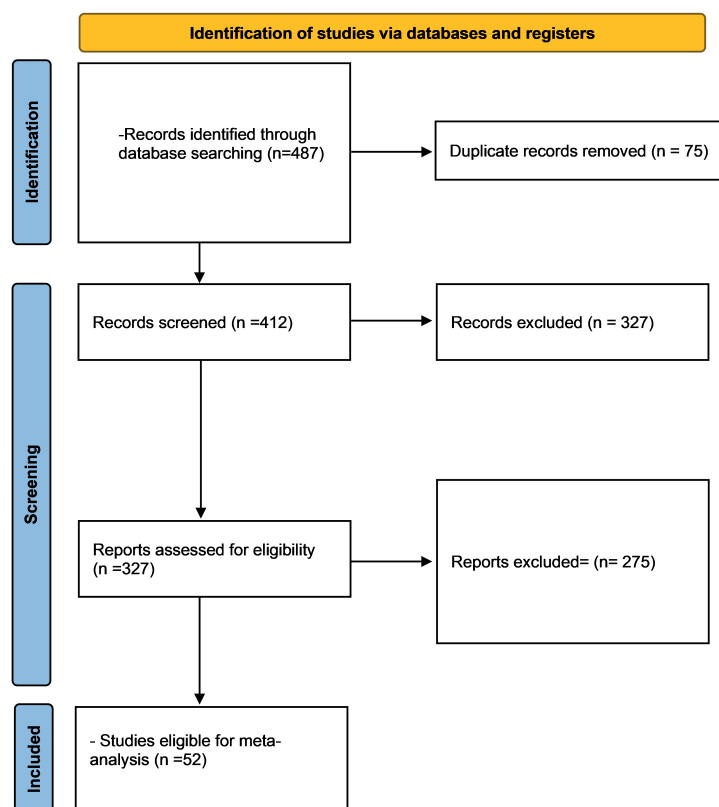 Identification of studies via databases and registers
Identification
-Records identified through
database searching (n=487)
Duplicate records removed (n = 75)
Screening
Records screened (n =412)
Records excluded (n = 327)
Reports assessed for eligibility
(n =327)
Reports excluded= (n= 275)
Included
- Studies eligible for meta-
analysis (n =52)